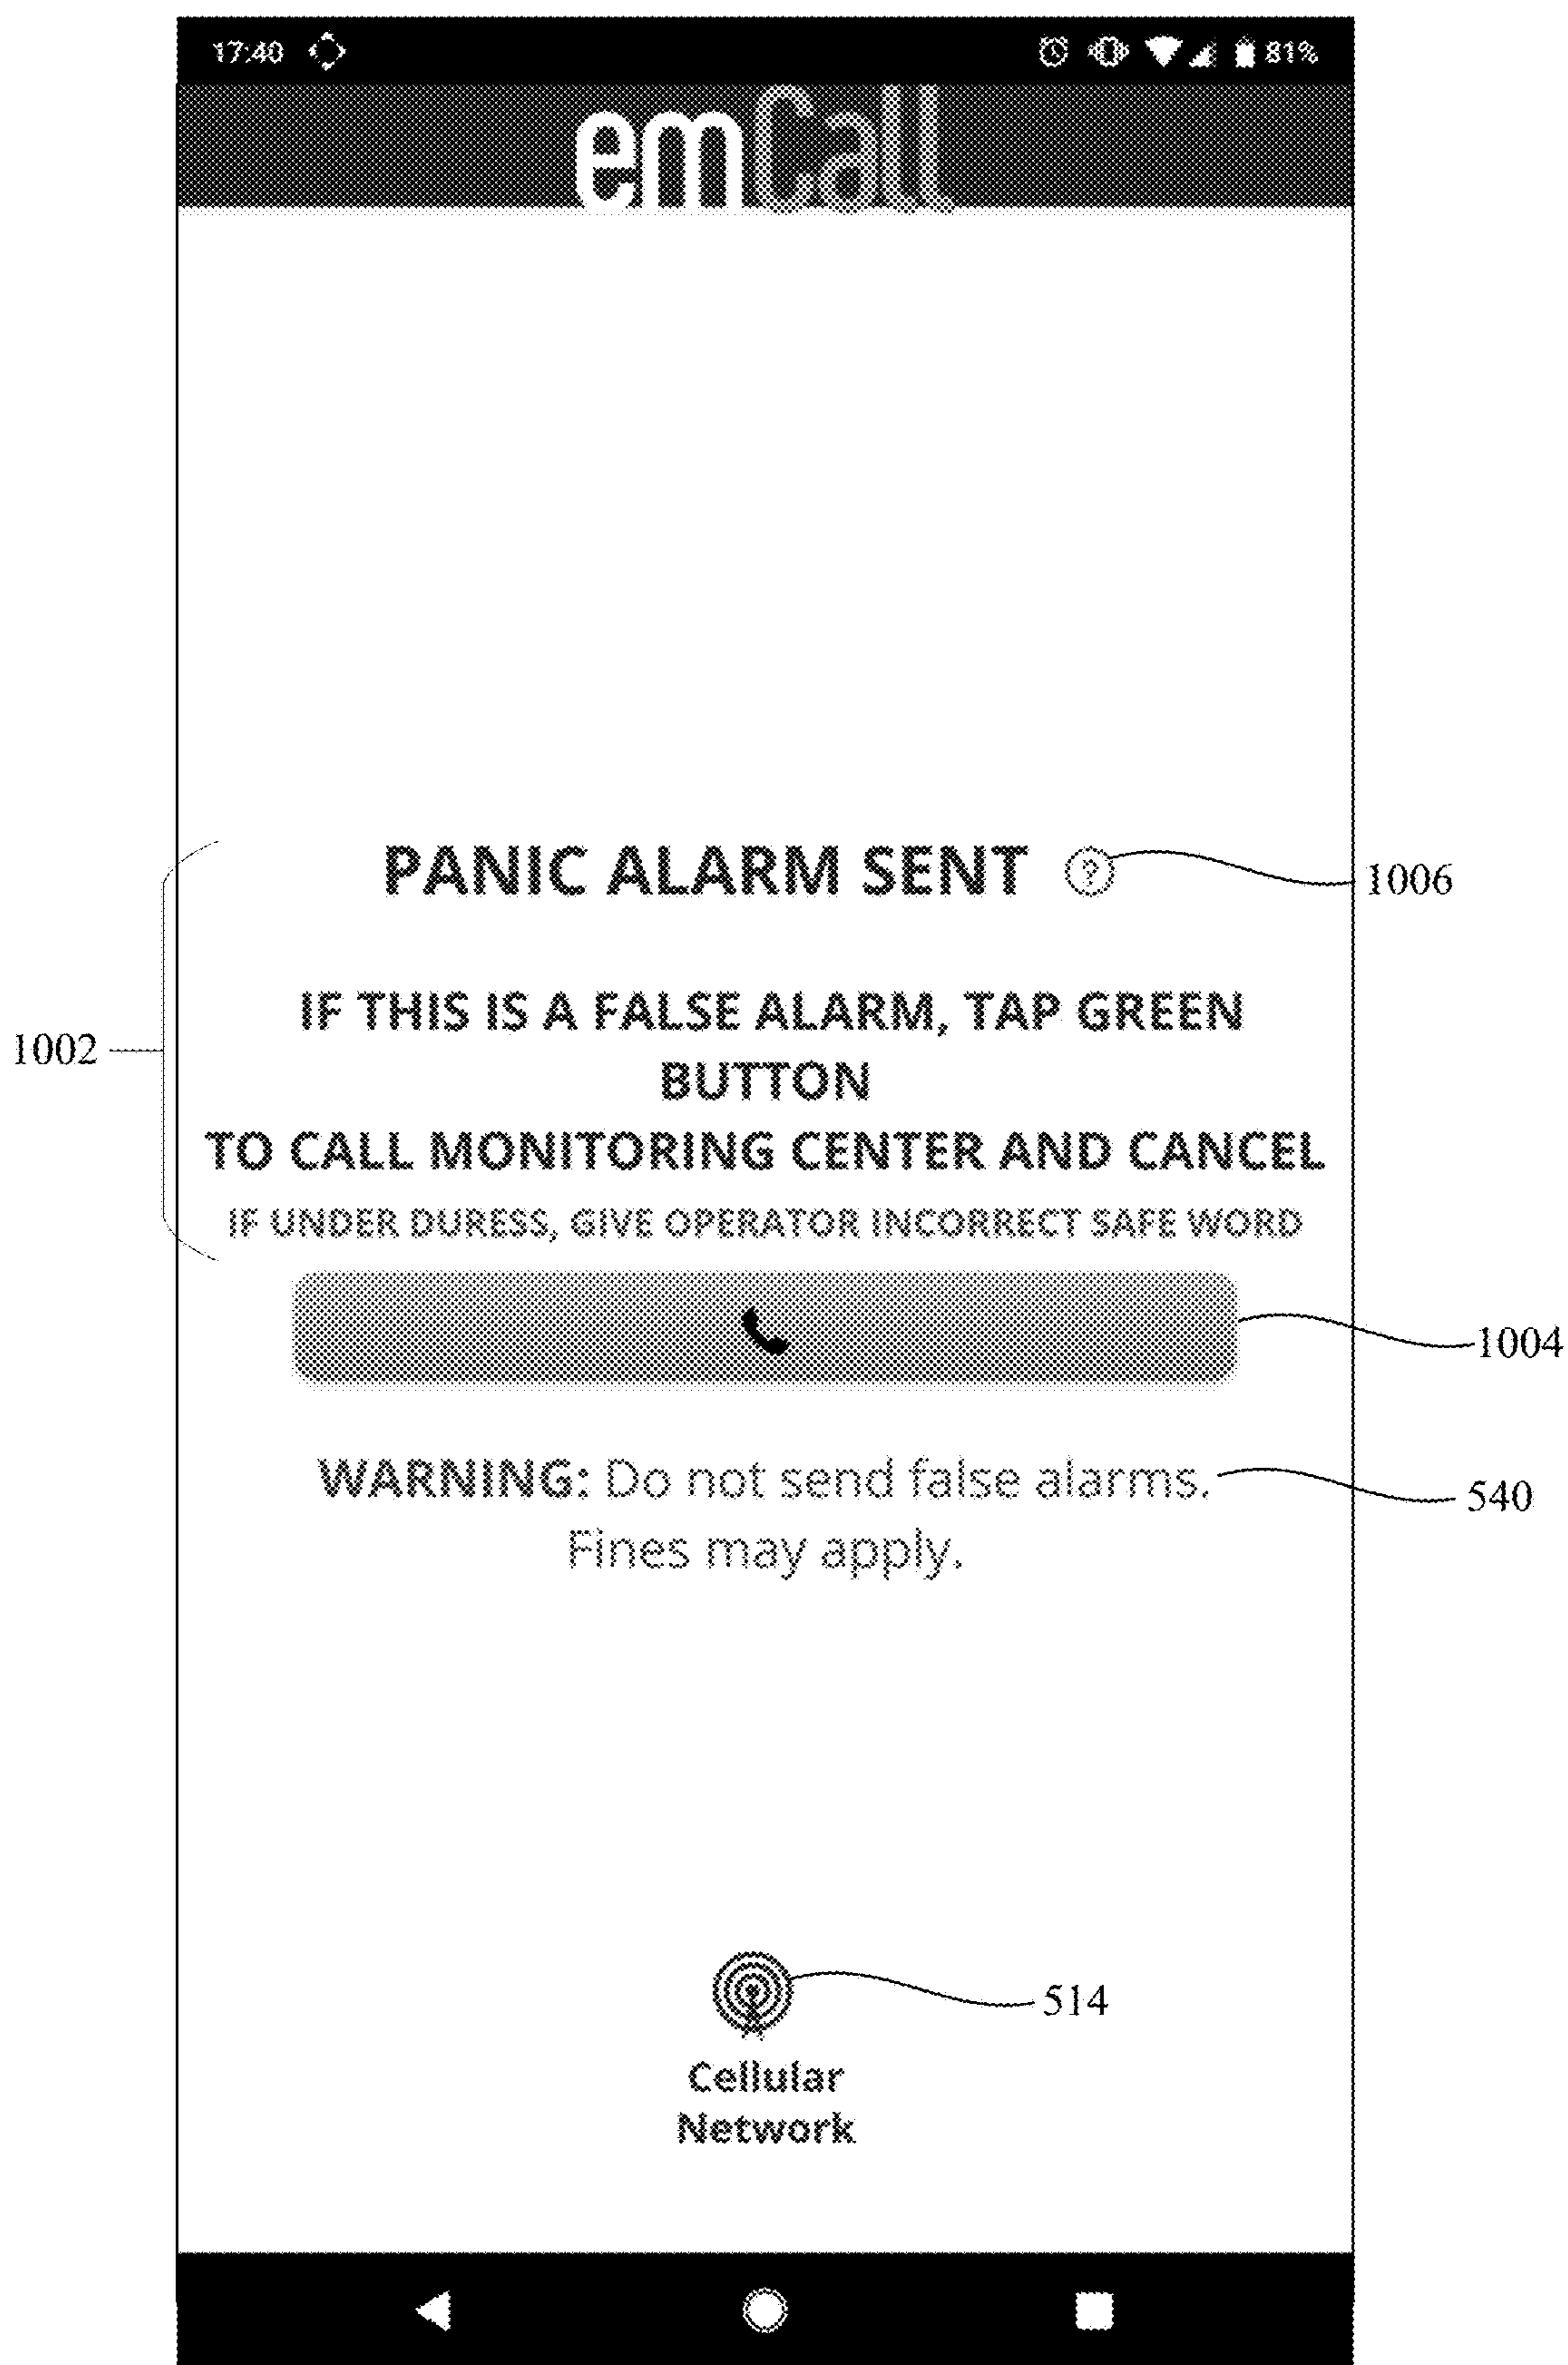 17:40 81%
emCall
PANIC ALARM SENT ?
1006
IF THIS IS A FALSE ALARM, TAP GREEN
BUTTON
1002
TO CALL MONITORING CENTER AND CANCEL
IF UNDER DURESS, GIVE OPERATOR INCORRECT SAFE WORD
1004
WARNING: Do not send false alarms.
540
Fines may apply.
514
Cellular
Network